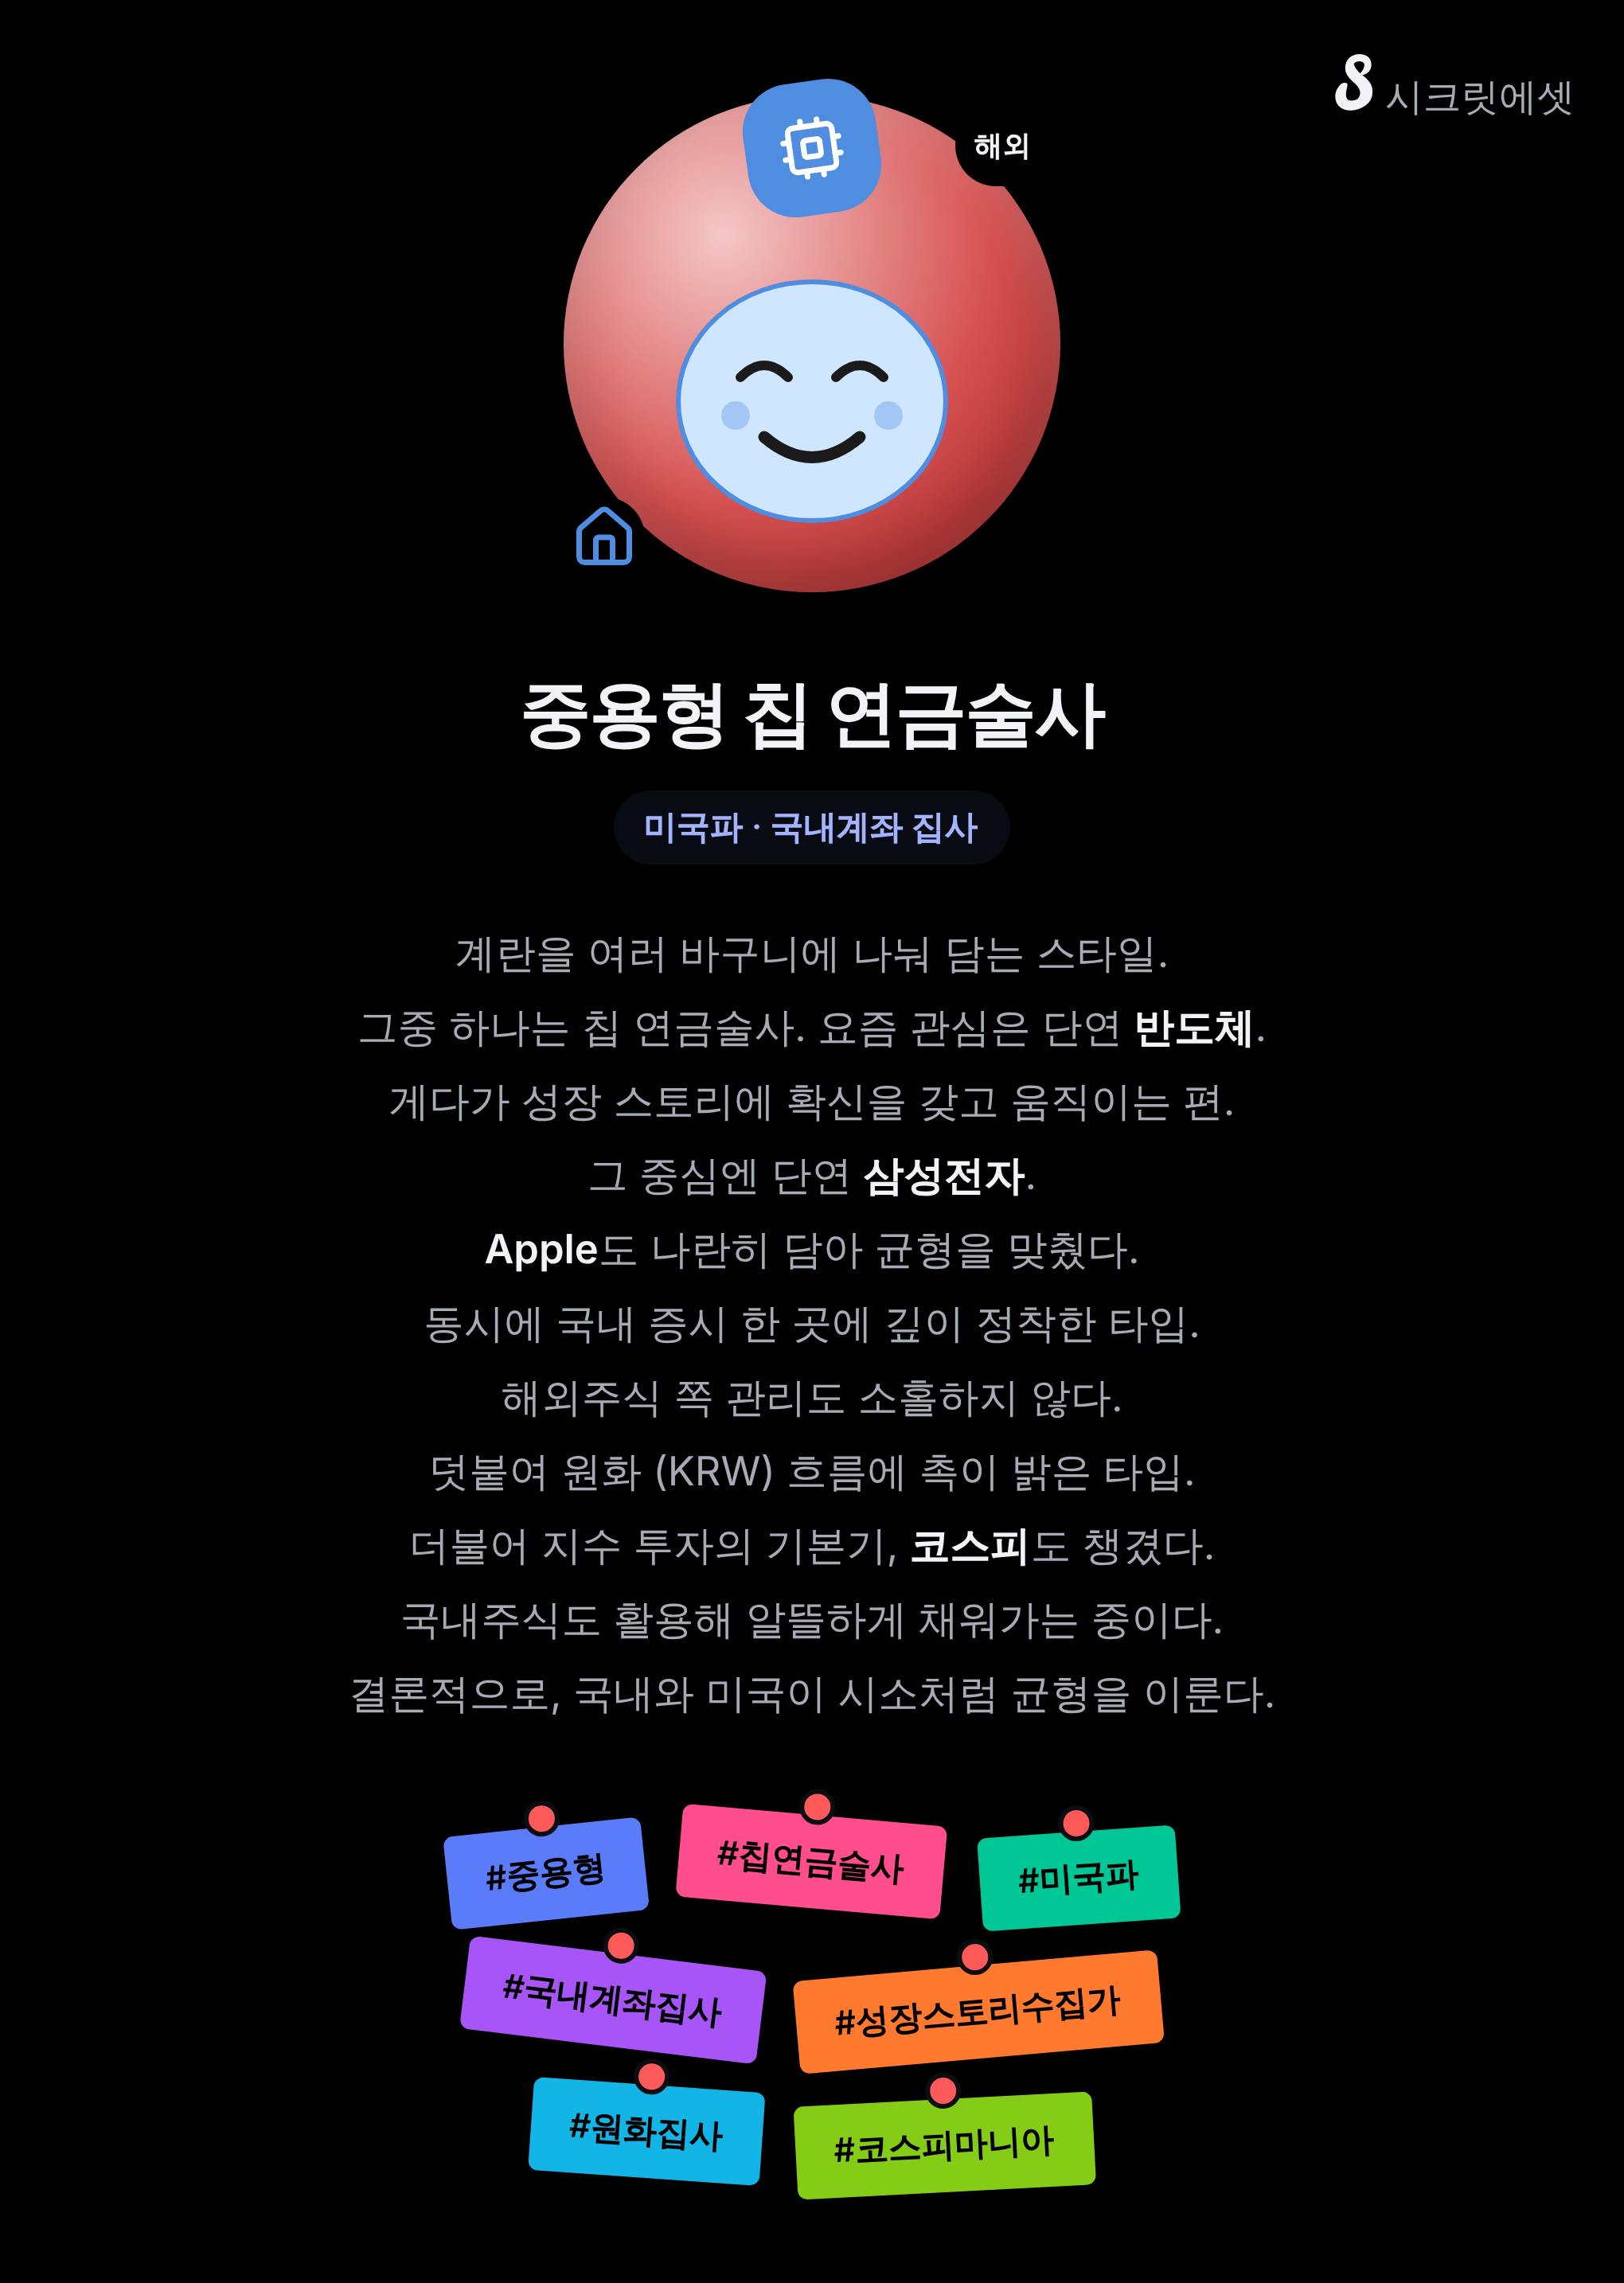 시크릿에셋
해외
중용형 칩 연금술사
미국파 · 국내계좌 집사
계란을 여러 바구니에 나눠 담는 스타일.
그중 하나는 칩 연금술사. 요즘 관심은 단연 반도체.
게다가 성장 스토리에 확신을 갖고 움직이는 편.
그 중심엔 단연 삼성전자.
Apple도 나란히 담아 균형을 맞췄다.
동시에 국내 증시 한 곳에 깊이 정착한 타입.
해외주식 쪽 관리도 소홀하지 않다.
덧붙여 원화 (KRW) 흐름에 촉이 밝은 타입.
더불어 지수 투자의 기본기, 코스피도 챙겼다.
국내주식도 활용해 알뜰하게 채워가는 중이다.
결론적으로, 국내와 미국이 시소처럼 균형을 이룬다.
#중용형 #칩연금술사 #미국파
#국내계좌집사 #성장스토리수집가
#원화집사 #코스피마니아